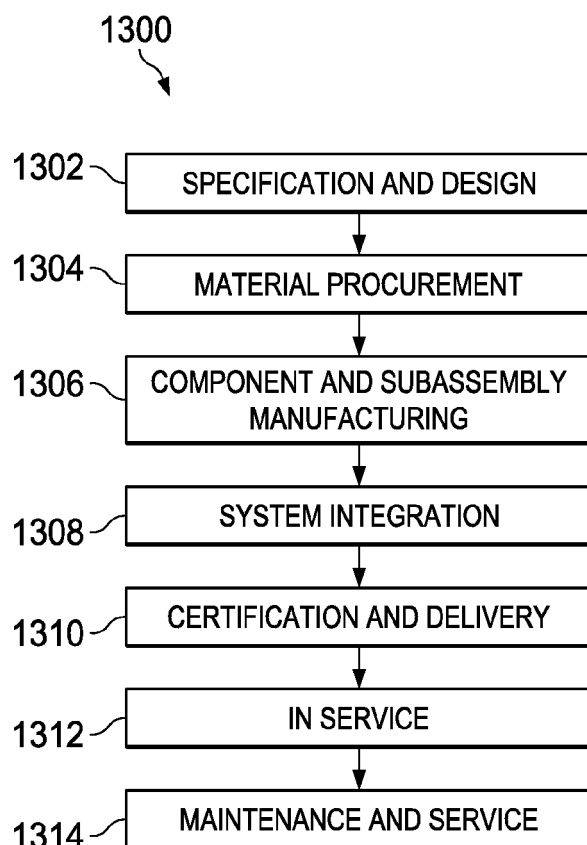 1300
1302
SPECIFICATION AND DESIGN
1304
MATERIAL PROCUREMENT
1306
COMPONENT AND SUBASSEMBLY
MANUFACTURING
1308
SYSTEM INTEGRATION
1310
CERTIFICATION AND DELIVERY
1312
IN SERVICE
1314
MAINTENANCE AND SERVICE